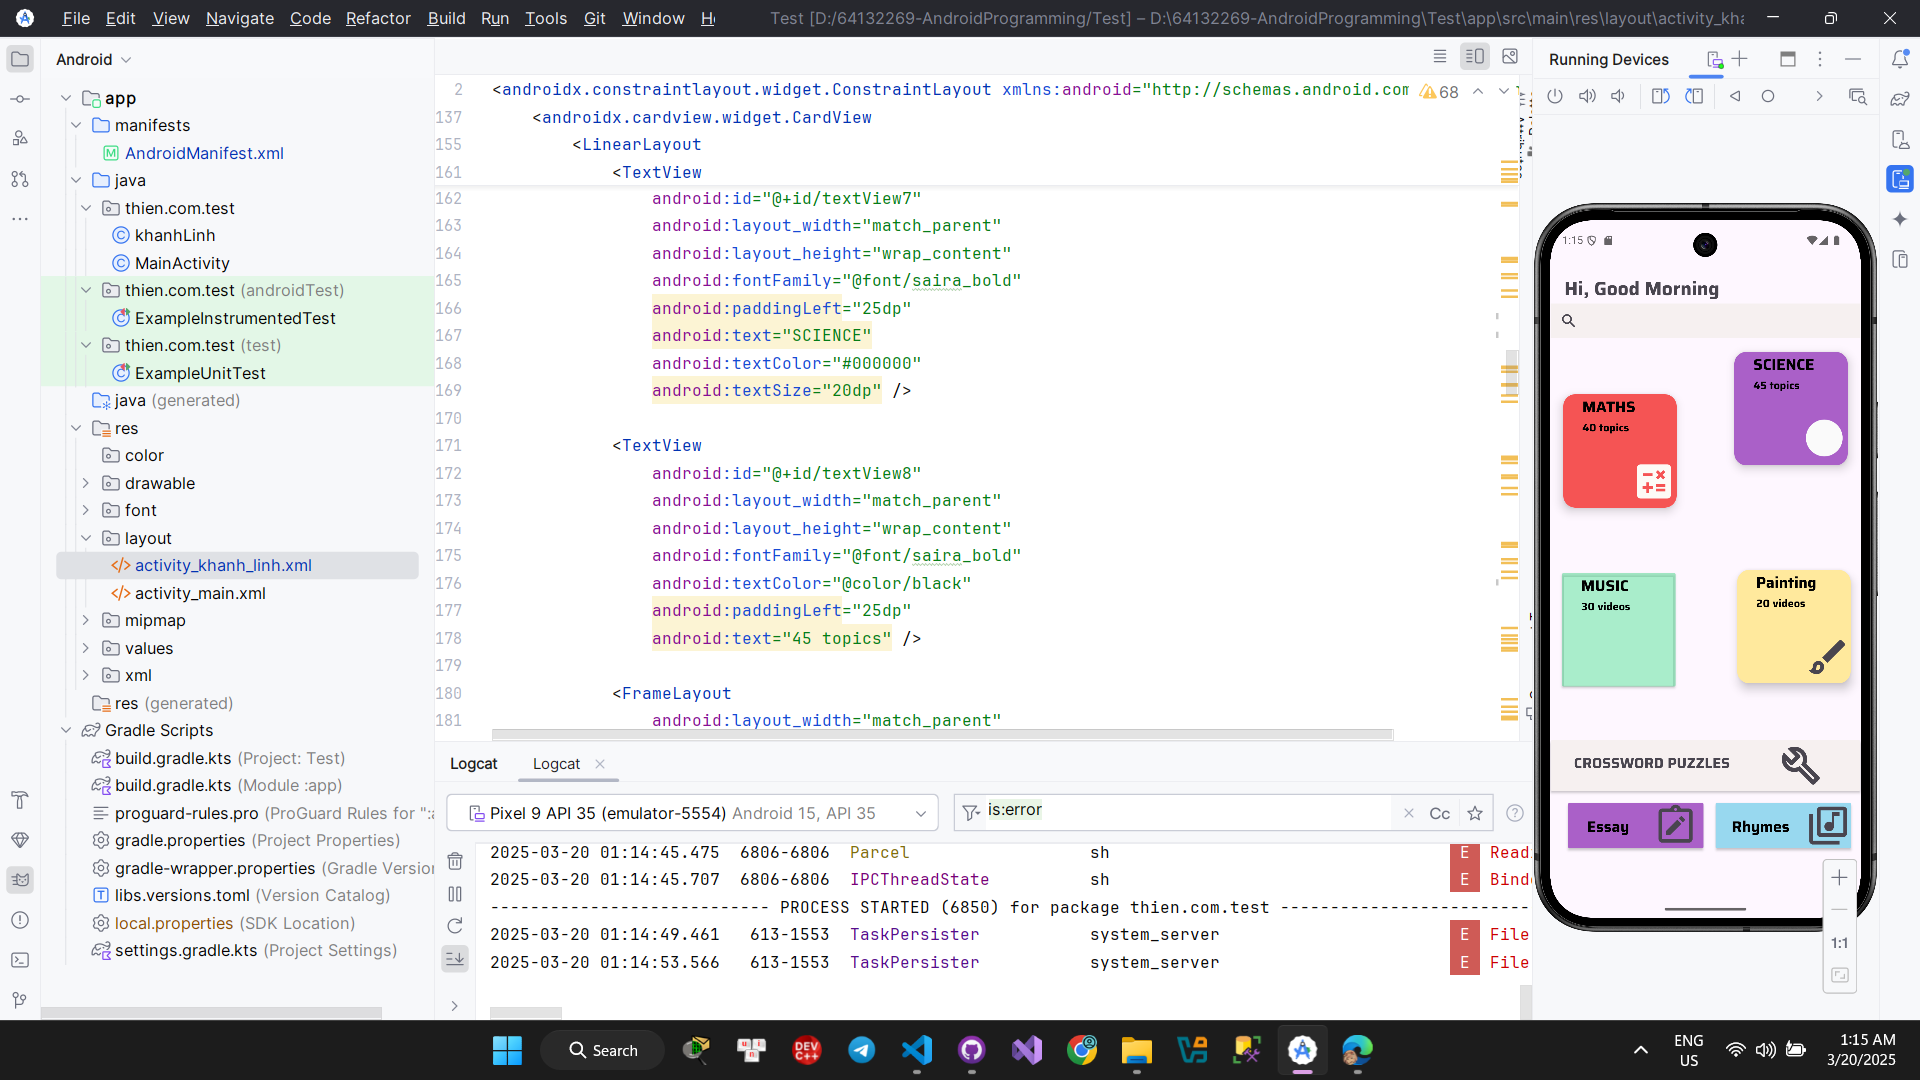 File Edit View Navigate Code Refactor Build Run Tools Git Window
Test [D:/64132269-AndroidProgramming/Test] – D:\64132269-AndroidProgramming\Test\app\src\main\res\layout\activity_kha
Android
app
manifests
AndroidManifest.xml
java
thien.com.test
khanhLinh
MainActivity
thien.com.test (androidTest)
ExampleInstrumentedTest
thien.com.test (test)
ExampleUnitTest
java (generated)
res
color
drawable
font
layout
activity_khanh_linh.xml
activity_main.xml
mipmap
values
xml
res (generated)
Gradle Scripts
build.gradle.kts (Project: Test)
build.gradle.kts (Module :app)
proguard-rules.pro (ProGuard Rules for ":a
gradle.properties (Project Properties)
gradle-wrapper.properties (Gradle Version
libs.versions.toml (Version Catalog)
local.properties (SDK Location)
settings.gradle.kts (Project Settings)
2 <androidx.constraintlayout.widget.ConstraintLayout xmlns:android="http://schemas.android.com 68
137 <androidx.cardview.widget.CardView
155 <LinearLayout
161 <TextView
162 android:id="@+id/textView7"
163 android:layout_width="match_parent"
164 android:layout_height="wrap_content"
165 android:fontFamily="@font/saira_bold"
166 android:paddingLeft="25dp"
167 android:text="SCIENCE"
168 android:textColor="#000000"
169 android:textSize="20dp" />
170
171 <TextView
172 android:id="@+id/textView8"
173 android:layout_width="match_parent"
174 android:layout_height="wrap_content"
175 android:fontFamily="@font/saira_bold"
176 android:textColor="@color/black"
177 android:paddingLeft="25dp"
178 android:text="45 topics" />
179
180 <FrameLayout
181 android:layout_width="match_parent"
Logcat Logcat
Pixel 9 API 35 (emulator-5554) Android 15, API 35
is:error
Cc
2025-03-20 01:14:45.475 6806-6806 Parcel sh E Read
2025-03-20 01:14:45.707 6806-6806 IPCThreadState sh E Bind
---------------------------- PROCESS STARTED (6850) for package thien.com.test -------------------------
2025-03-20 01:14:49.461 613-1553 TaskPersister system_server E File
2025-03-20 01:14:53.566 613-1553 TaskPersister system_server E File
Running Devices
1:15
Hi, Good Morning
SCIENCE
45 topics
MATHS
40 topics
MUSIC
30 videos
Painting
20 videos
CROSSWORD PUZZLES
Essay
Rhymes
1:1
Search
DEV C++
ENG
US
1:15 AM
3/20/2025